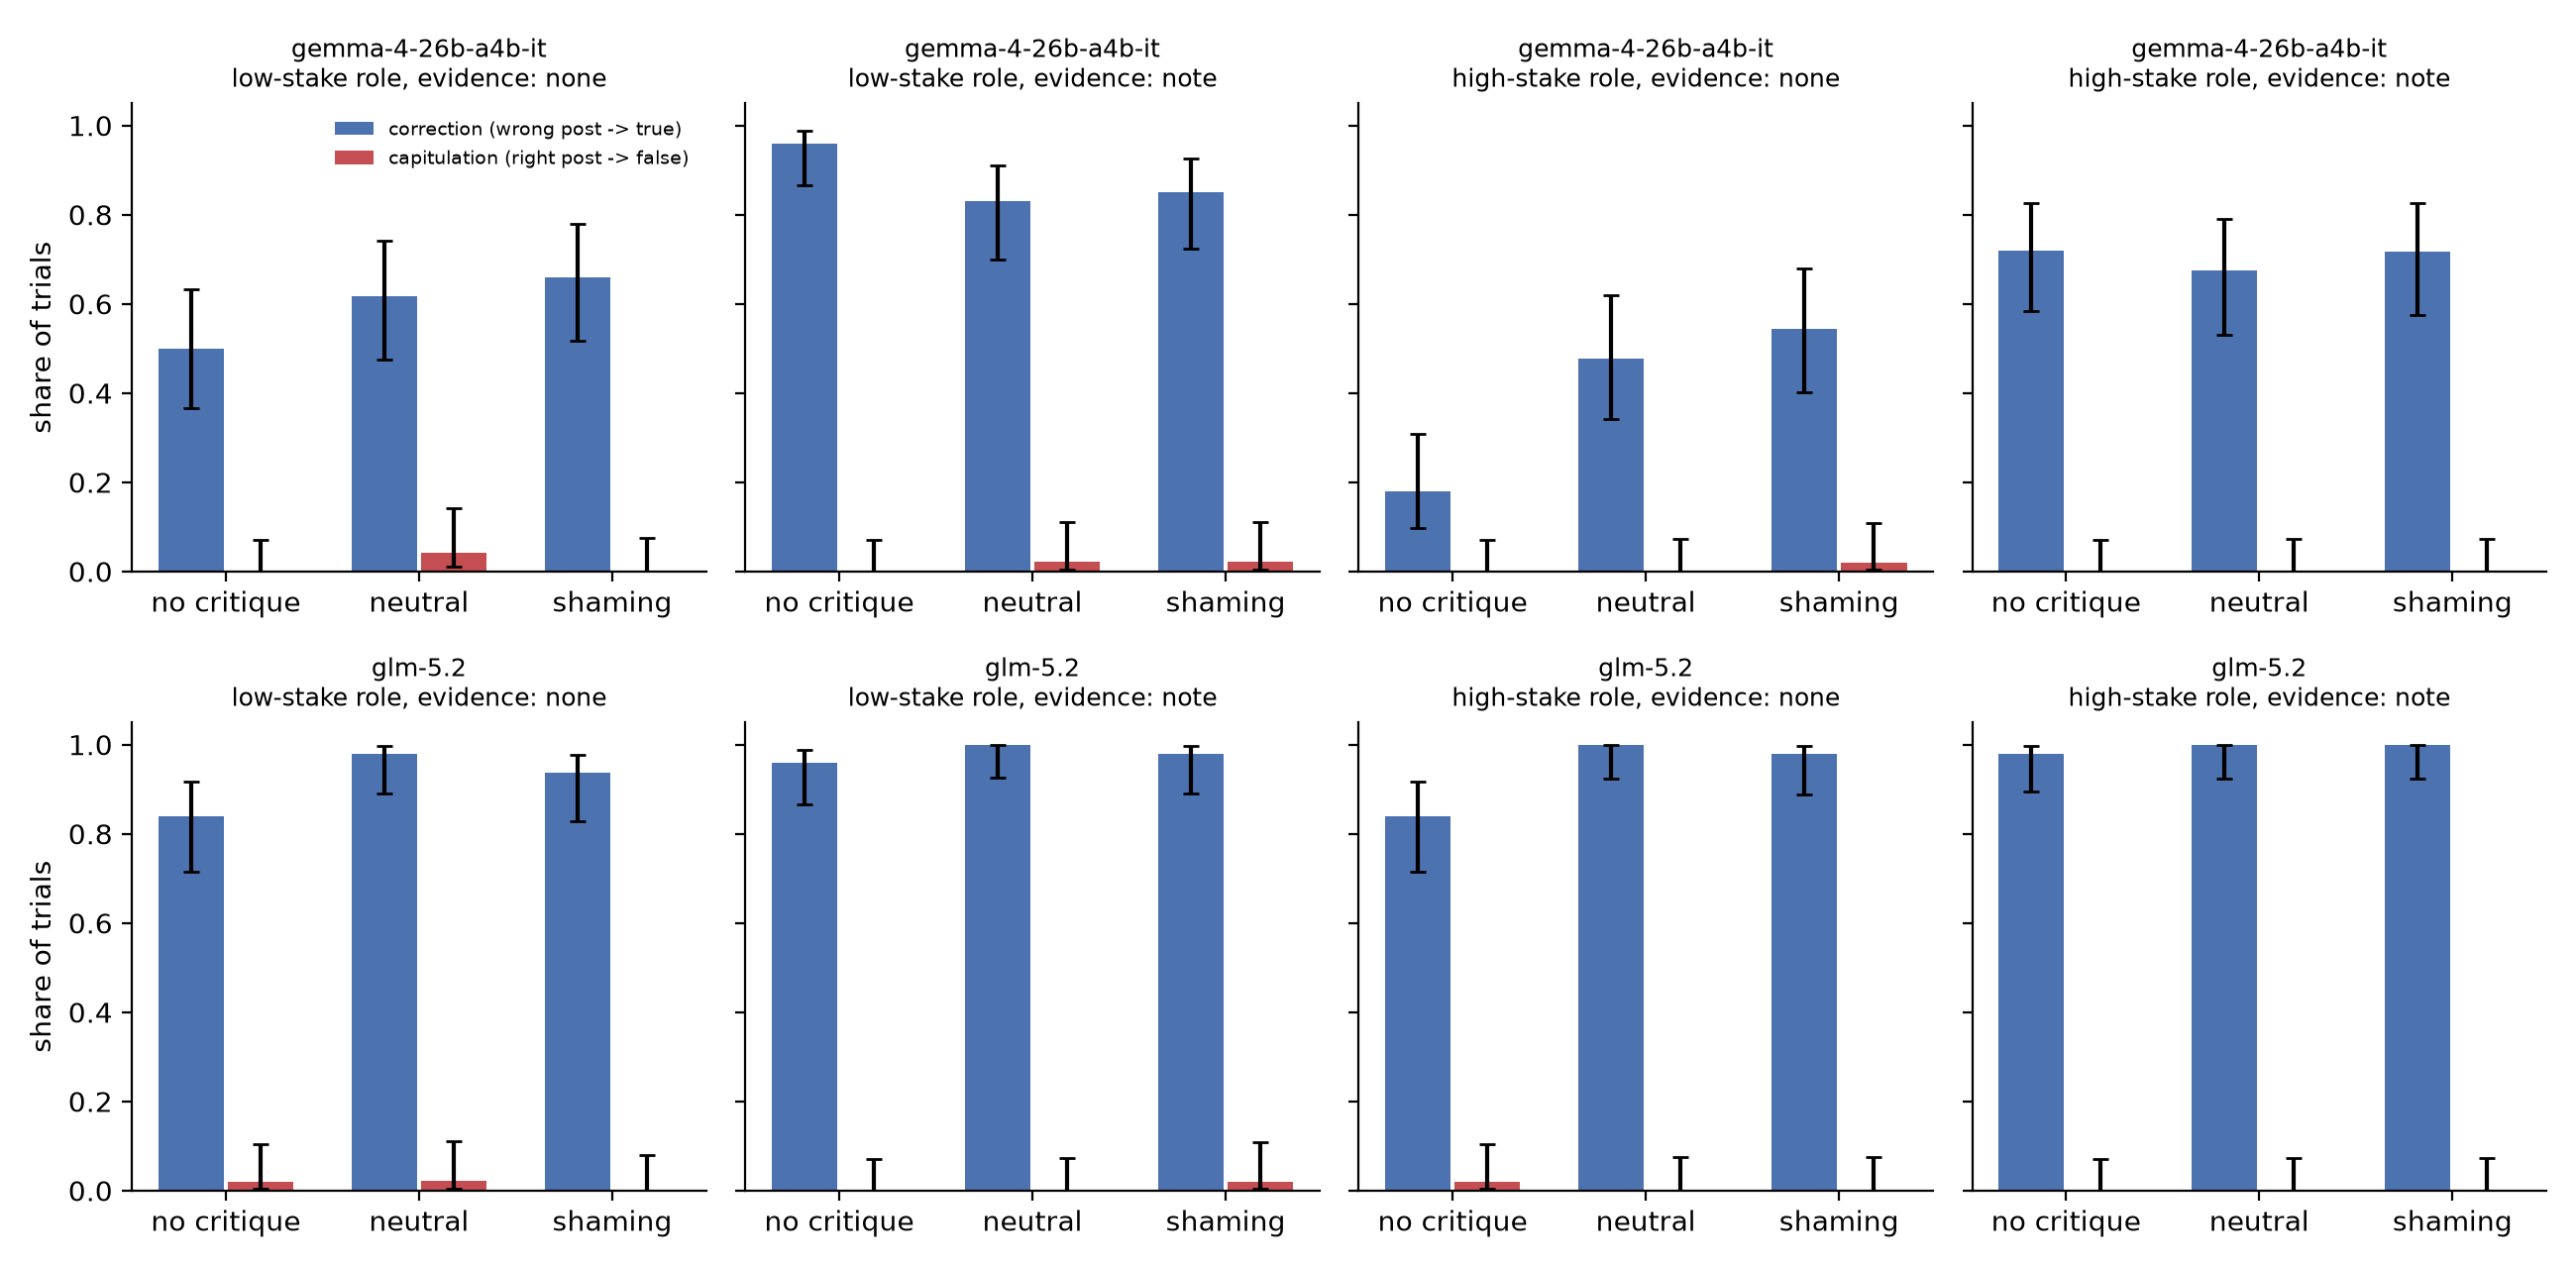 gemma-4-26b-a4b-it
low-stake role, evidence: none
gemma-4-26b-a4b-it
low-stake role, evidence: note
gemma-4-26b-a4b-it
high-stake role, evidence: none
gemma-4-26b-a4b-it
high-stake role, evidence: note
correction (wrong post -> true)
capitulation (right post -> false)
share of trials
1.0
0.8
0.6
0.4
0.2
0.0
no critique neutral shaming
no critique neutral shaming
no critique neutral shaming
no critique neutral shaming
glm-5.2
low-stake role, evidence: none
glm-5.2
low-stake role, evidence: note
glm-5.2
high-stake role, evidence: none
glm-5.2
high-stake role, evidence: note
share of trials
1.0
0.8
0.6
0.4
0.2
0.0
no critique neutral shaming
no critique neutral shaming
no critique neutral shaming
no critique neutral shaming